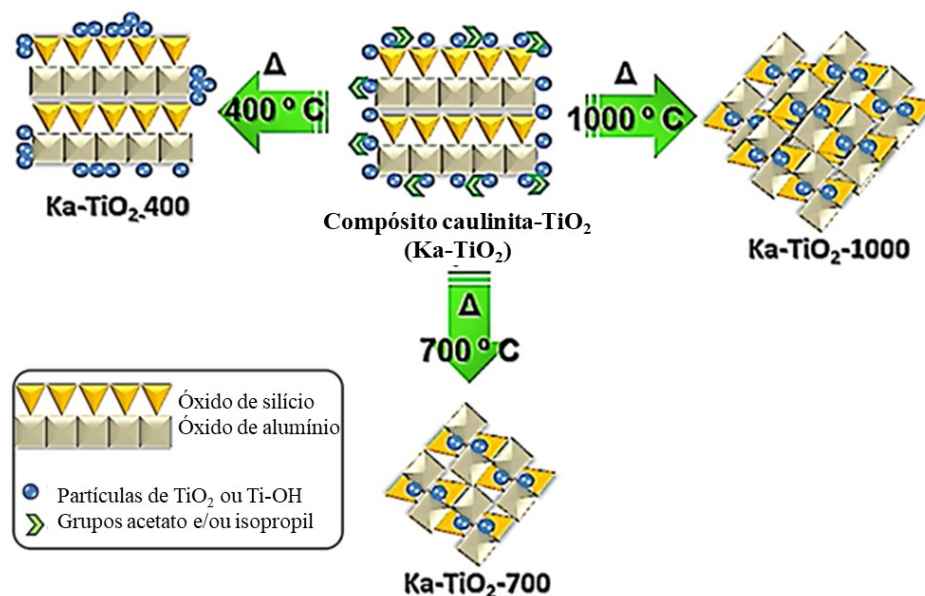 Δ
400 º C
Δ
1000 º C
Ka-TiO₂-400
Compósito caulinita-TiO₂
(Ka-TiO₂)
Ka-TiO₂-1000
Δ
700 º C
Óxido de silício
Óxido de alumínio
Partículas de TiO₂ ou Ti-OH
Grupos acetato e/ou isopropil
Ka-TiO₂-700